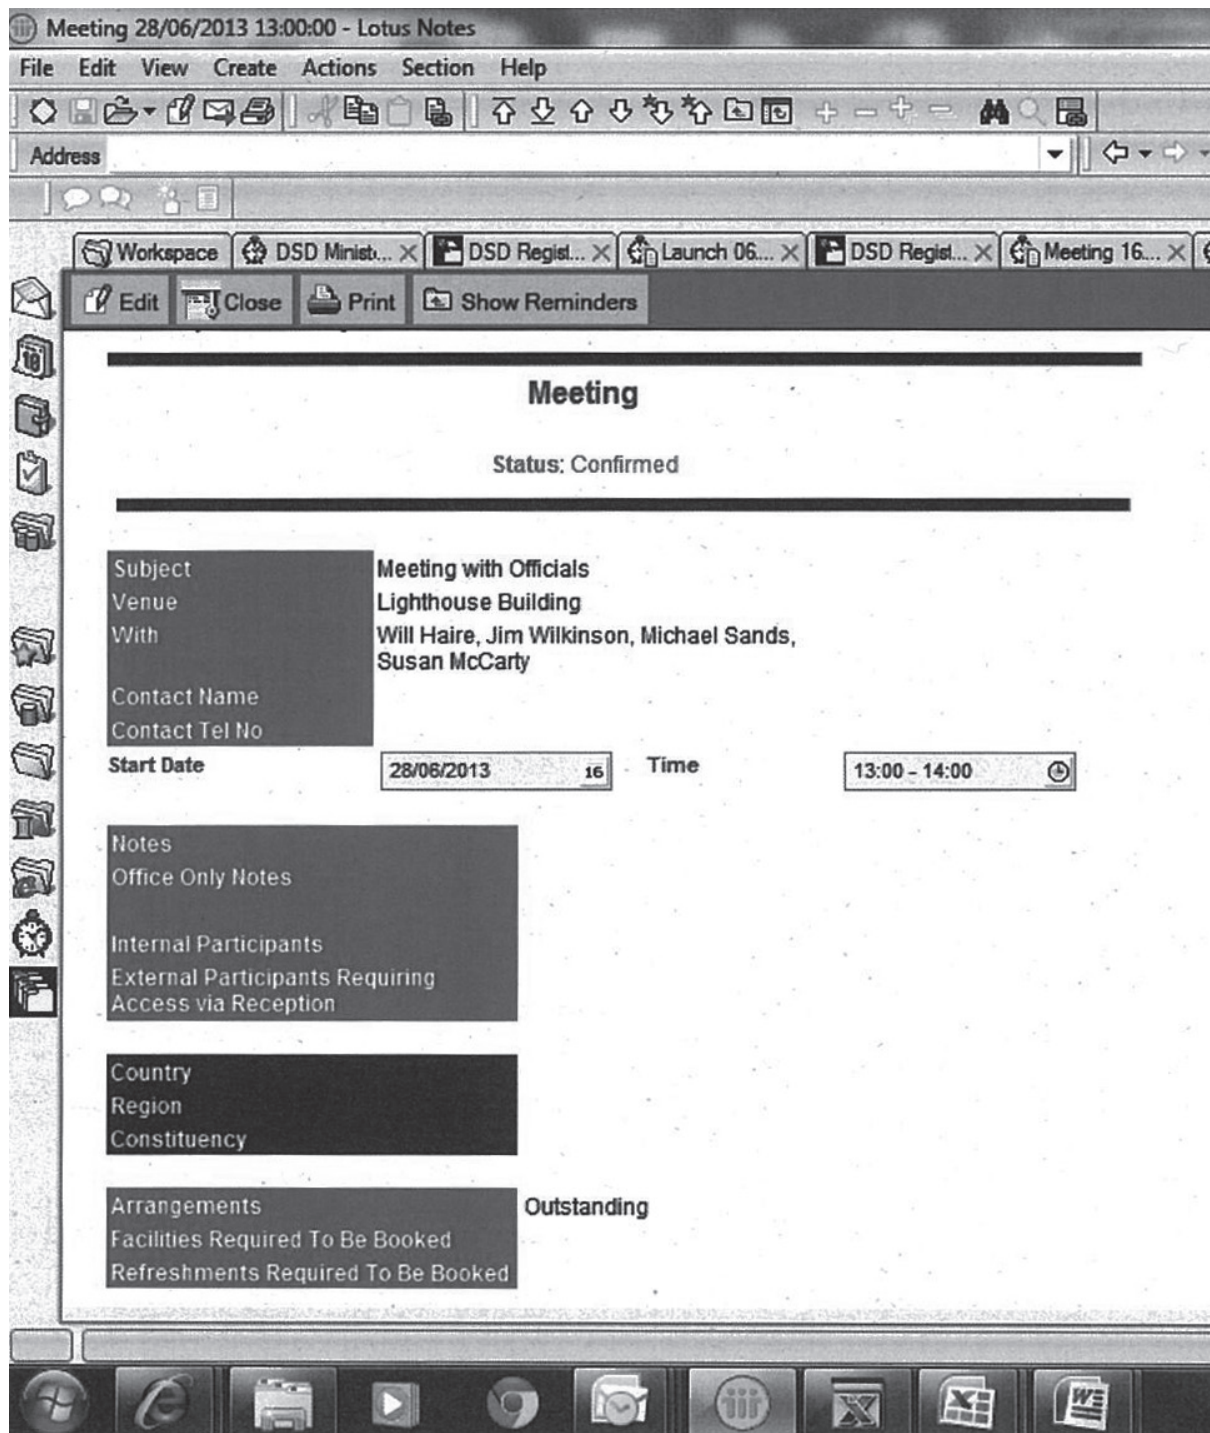 Meeting 28/06/2013 13:00:00 - Lotus Notes
File Edit View Create Actions Section Help
Address
Workspace DSD Minist... DSD Regist... Launch 06.... DSD Regist... Meeting 16....
Edit Close Print Show Reminders
Meeting
Status: Confirmed
Subject Meeting with Officials
Venue Lighthouse Building
With Will Haire, Jim Wilkinson, Michael Sands,
Susan McCarty
Contact Name
Contact Tel No
Start Date 28/06/2013 16 Time 13:00 - 14:00
Notes
Office Only Notes
Internal Participants
External Participants Requiring
Access via Reception
Country
Region
Constituency
Arrangements Outstanding
Facilities Required To Be Booked
Refreshments Required To Be Booked